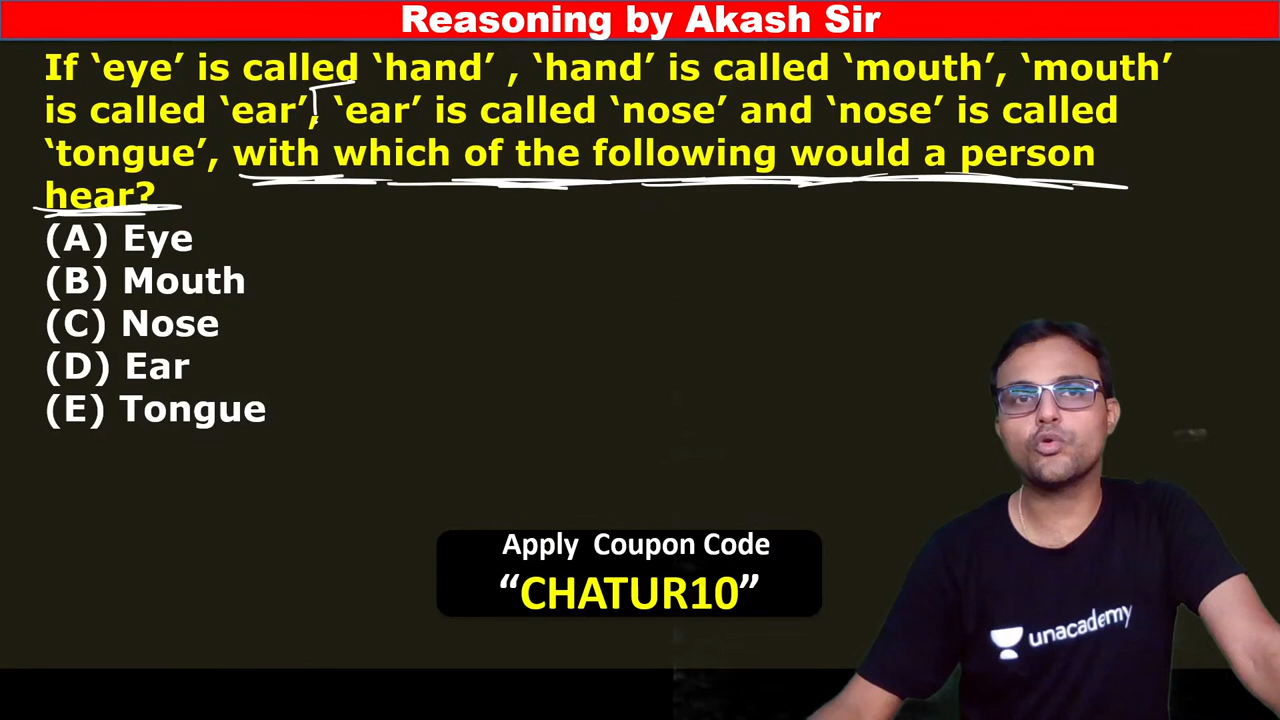 Reasoning by Akash Sir
If ‘eye’ is called ‘hand’ , ‘hand’ is called ‘mouth’, ‘mouth’
is called ‘ear’, ‘ear’ is called ‘nose’ and ‘nose’ is called
‘tongue’, with which of the following would a person
hear?
(A) Eye
(B) Mouth
(C) Nose
(D) Ear
(E) Tongue
Apply Coupon Code
“CHATUR10”
unacademy